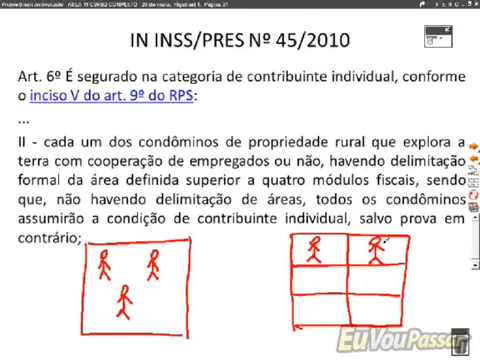 IN INSS/PRES Nº 45/2010
Art. 6º É segurado na categoria de contribuinte individual, conforme
o inciso V do art. 9º do RPS:
...
II - cada um dos condôminos de propriedade rural que explora a
terra com cooperação de empregados ou não, havendo delimitação
formal da área definida superior a quatro módulos fiscais, sendo
que, não havendo delimitação de áreas, todos os condôminos
assumirão a condição de contribuinte individual, salvo prova em
contrário;
EuVouPassar